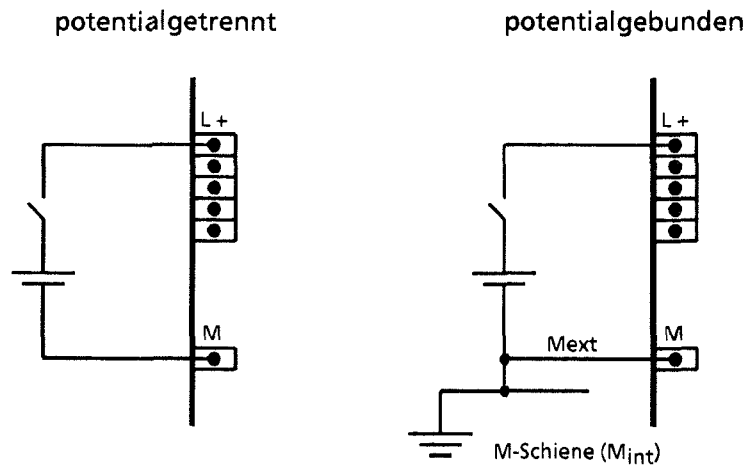 potentialgetrennt
potentialgebunden
L +
L +
M
Mext
M
M-Schiene (Mint)